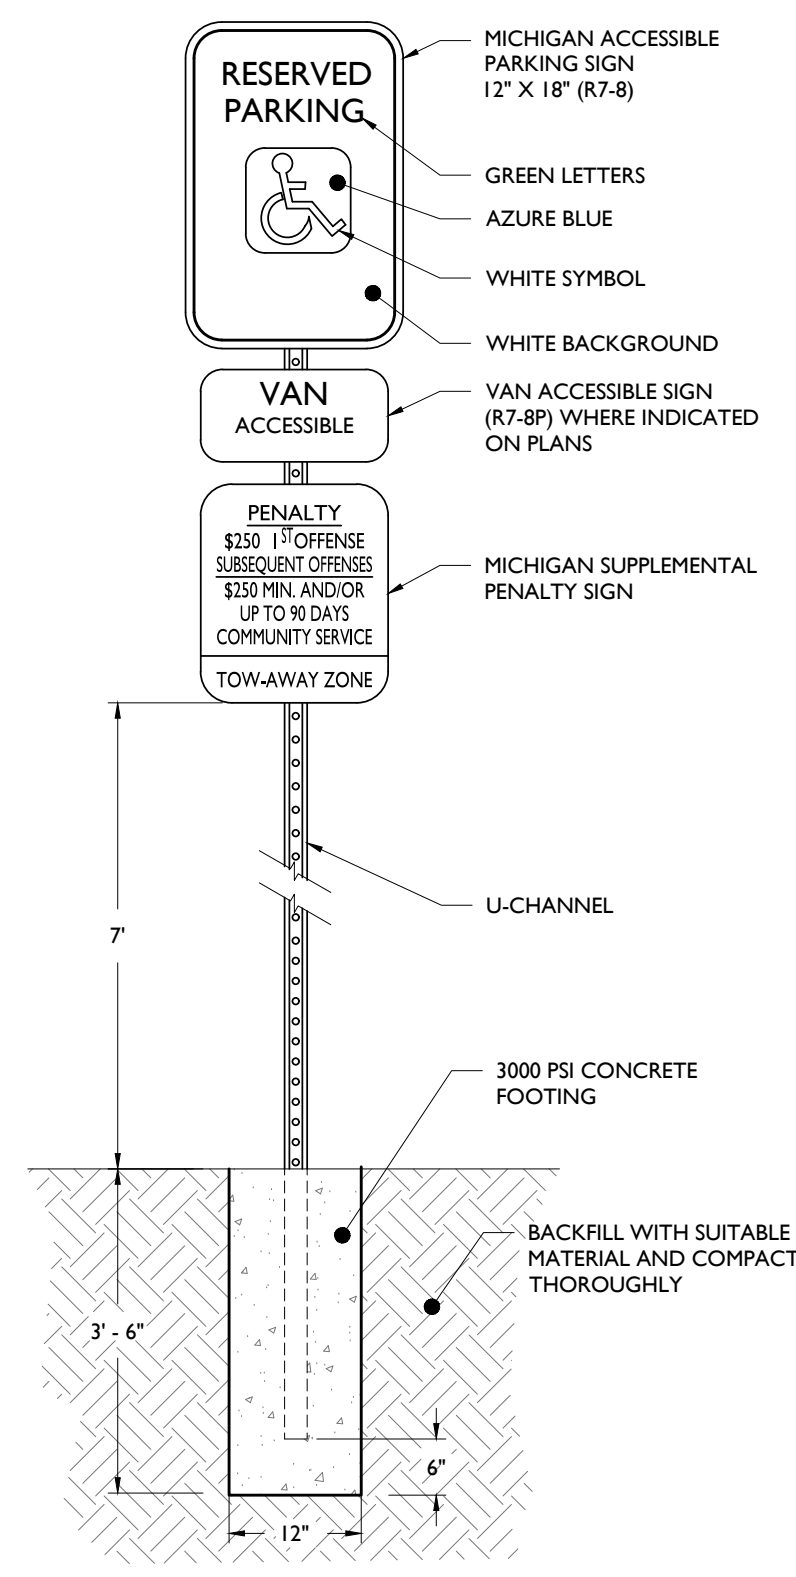 RESERVED
PARKING
MICHIGAN ACCESSIBLE
PARKING SIGN
12" X 18" (R7-8)
GREEN LETTERS
AZURE BLUE
WHITE SYMBOL
WHITE BACKGROUND
VAN
ACCESSIBLE
VAN ACCESSIBLE SIGN
(R7-8P) WHERE INDICATED
ON PLANS
PENALTY
$250 1ST OFFENSE
SUBSEQUENT OFFENSES
$250 MIN. AND/OR
UP TO 90 DAYS
COMMUNITY SERVICE
TOW-AWAY ZONE
MICHIGAN SUPPLEMENTAL
PENALTY SIGN
7'
U-CHANNEL
3000 PSI CONCRETE
FOOTING
BACKFILL WITH SUITABLE
MATERIAL AND COMPACT
THOROUGHLY
3' - 6"
6"
12"